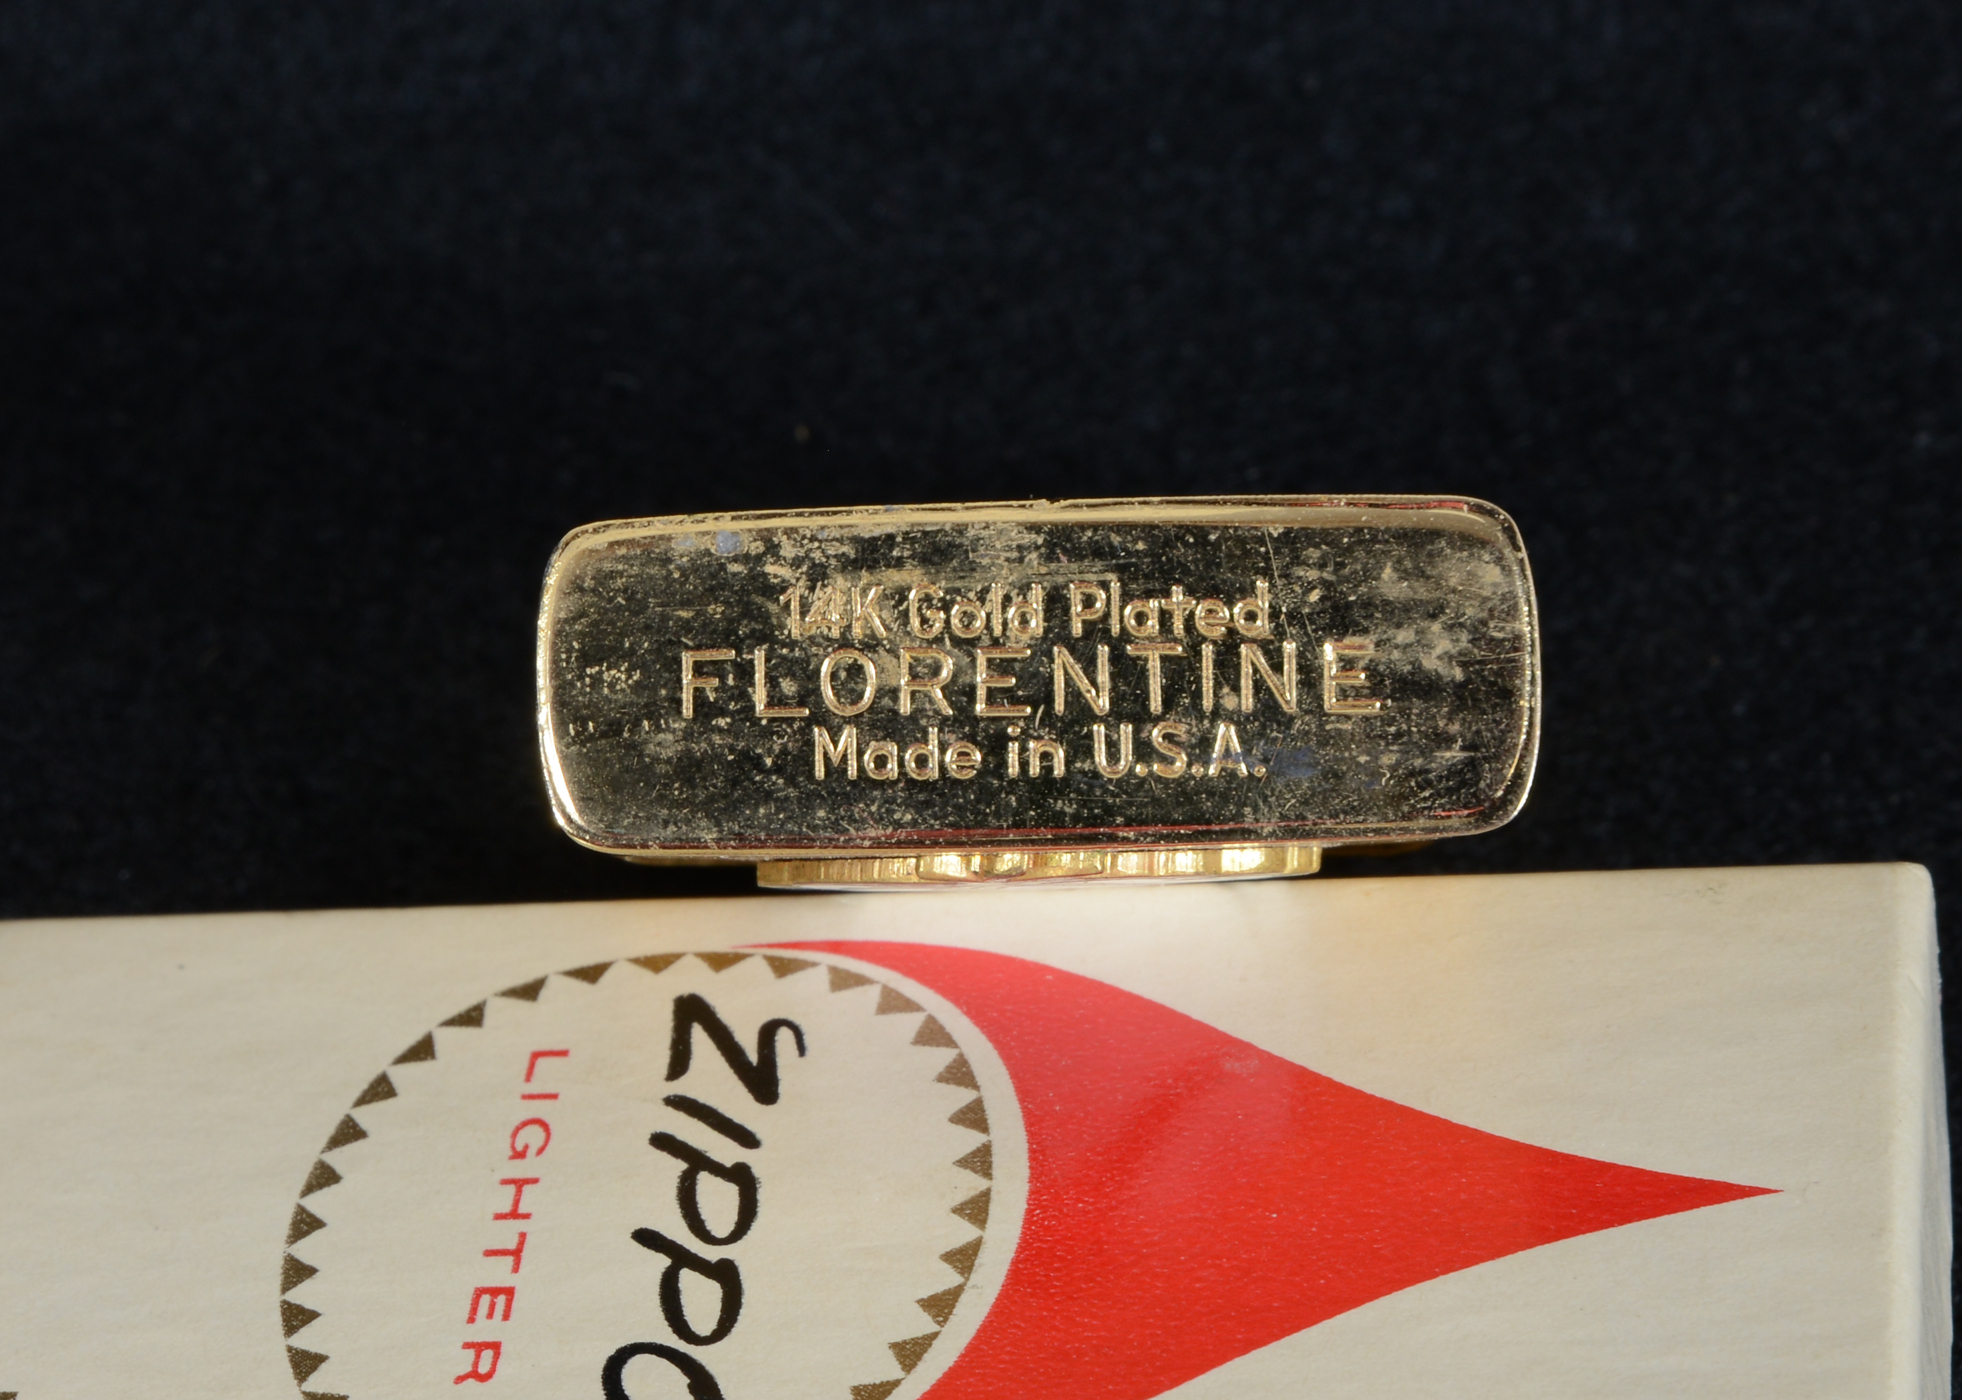 14K Gold Plated
FLORENTINE
Made in U.S.A.
Zippo
LIGHTER